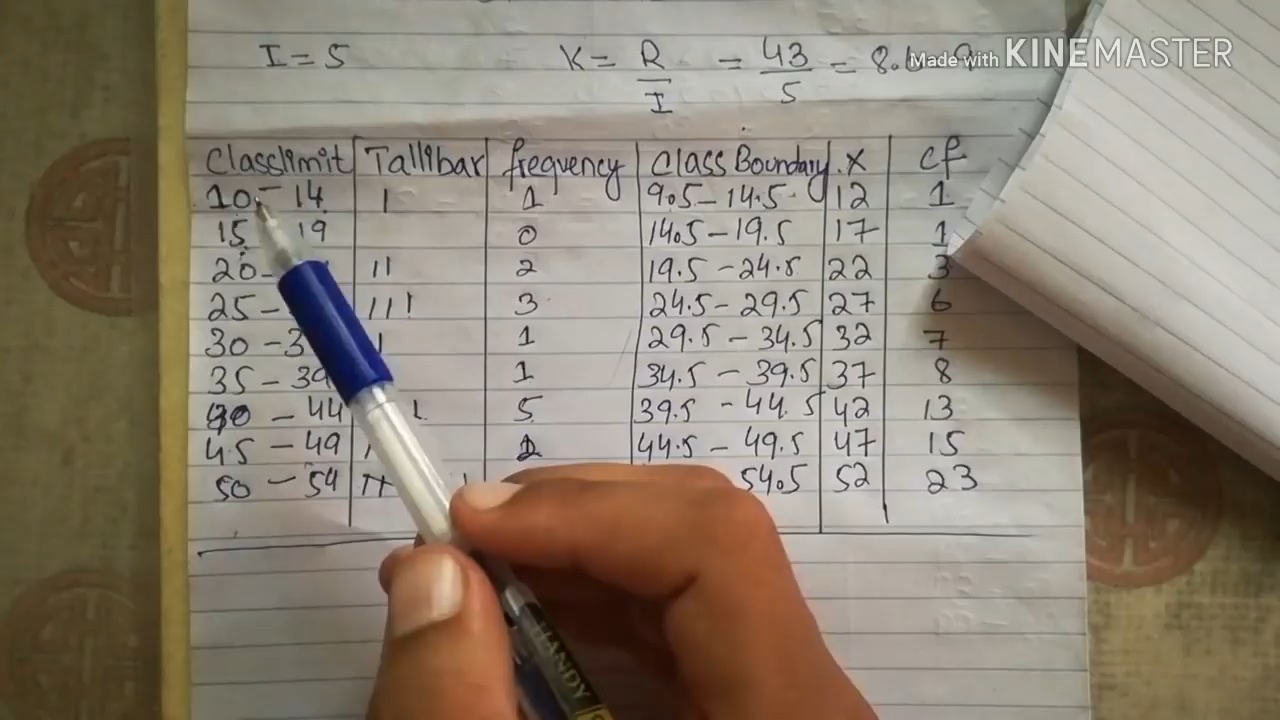 I = 5 K = R/I = 43/5 = 8.6
Made with KINEMASTER
Classlimit Tallibar frequency Class Boundary X cf
10 - 14 | 1 9.5 - 14.5 12 1
15 19 0 14.5 - 19.5 17 1
20 - || 2 19.5 - 24.5 22 3
25 - ||| 3 24.5 - 29.5 27 6
30 - 3 | 1 29.5 - 34.5 32 7
35 - 39 1 34.5 - 39.5 37 8
40 - 44 5 39.5 - 44.5 42 13
45 - 49 2 44.5 - 49.5 47 15
50 - 54 54.5 52 23
HANDY